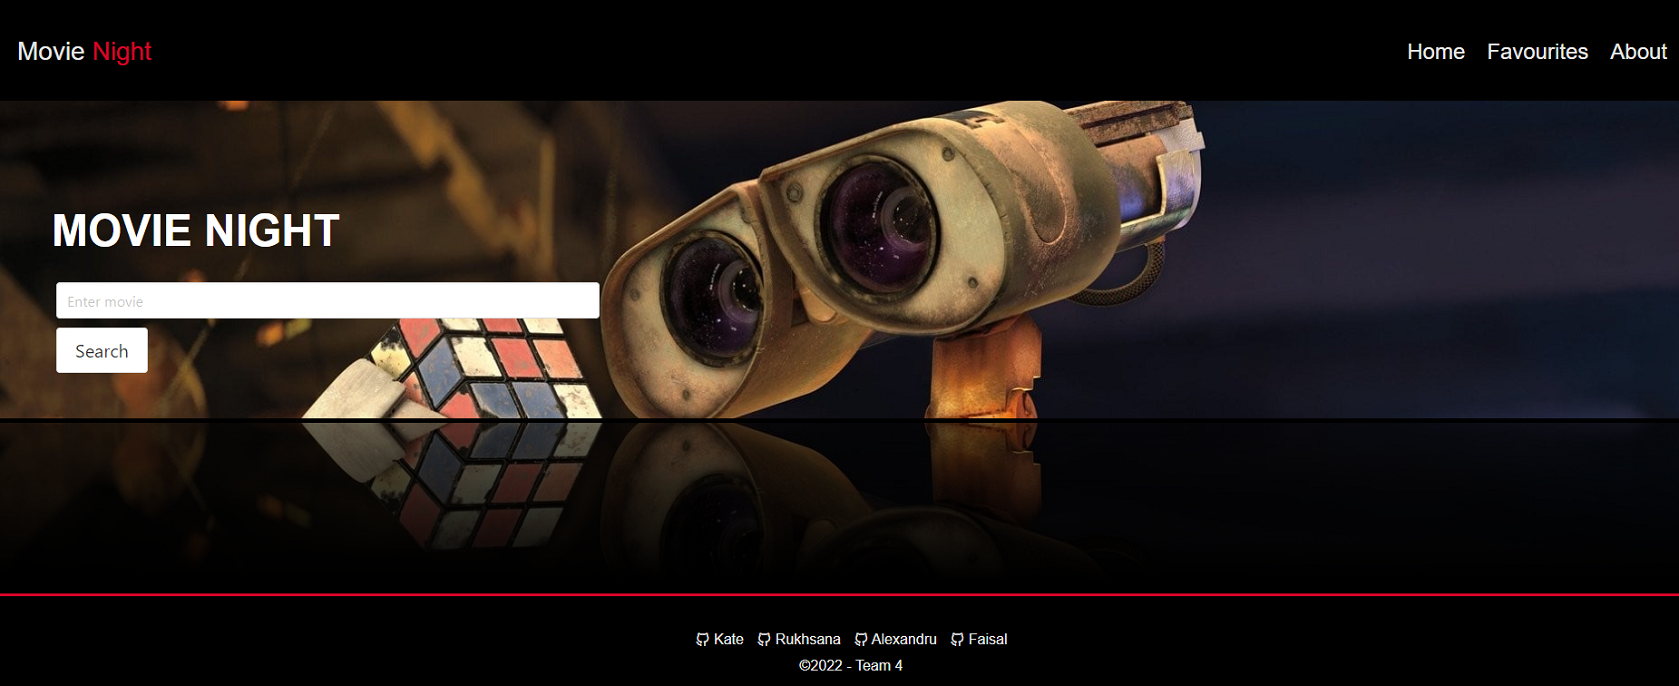 Movie Night
Home Favourites About
MOVIE NIGHT
Enter movie
Search
Kate Rukhsana Alexandru Faisal
©2022 - Team 4